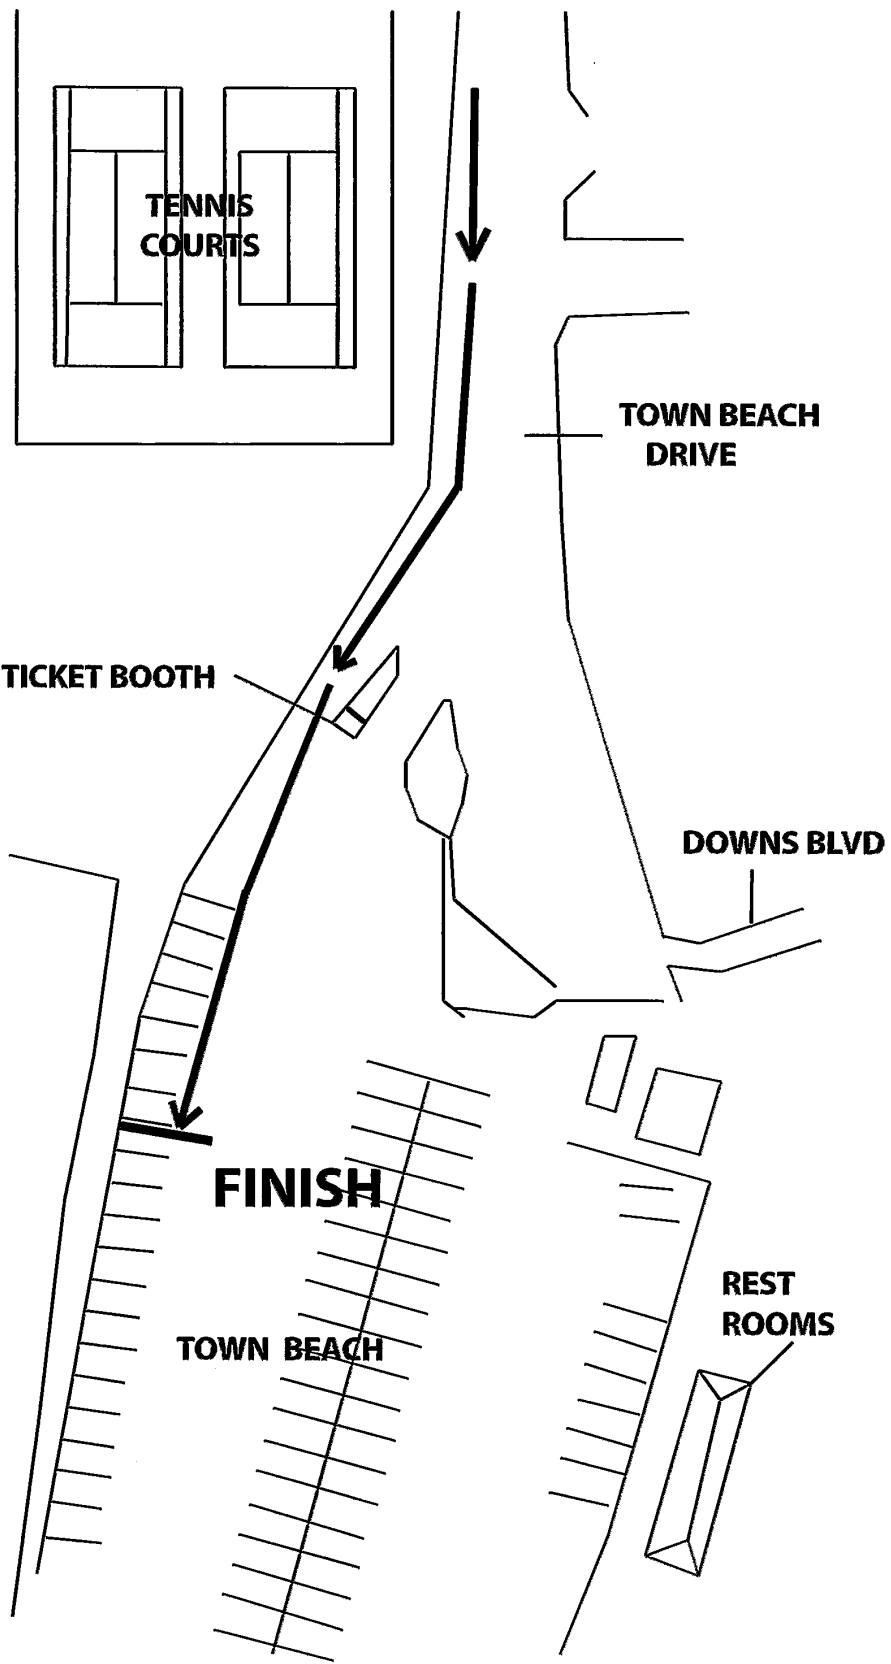 TENNIS
COURTS
TOWN BEACH
DRIVE
TICKET BOOTH
DOWNS BLVD
FINISH
REST
ROOMS
TOWN BEACH